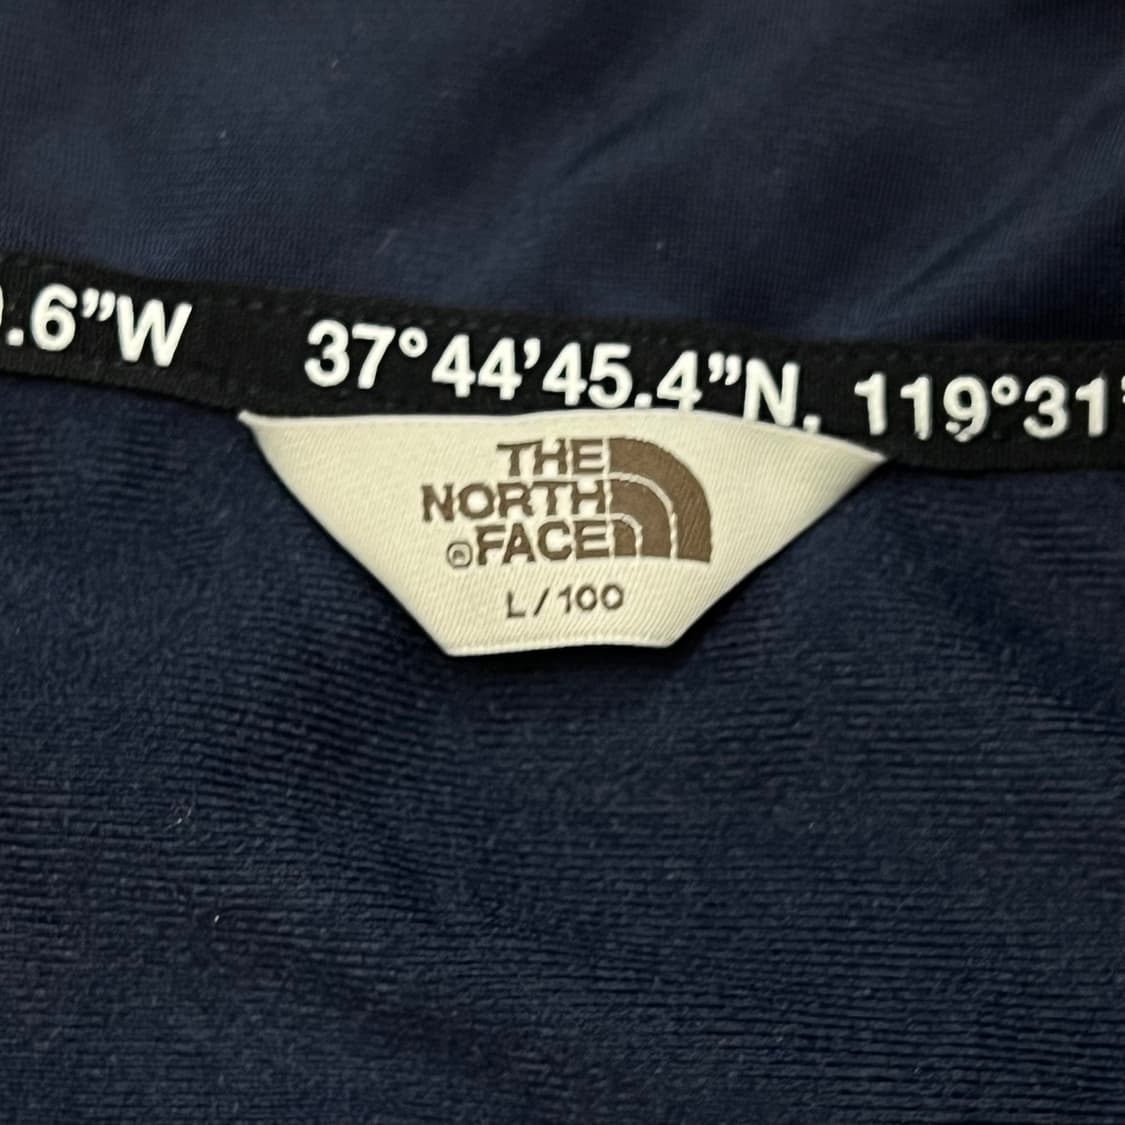 .6”W 37°44’45.4”N, 119°31’
THE
NORTH
®FACE
L / 100